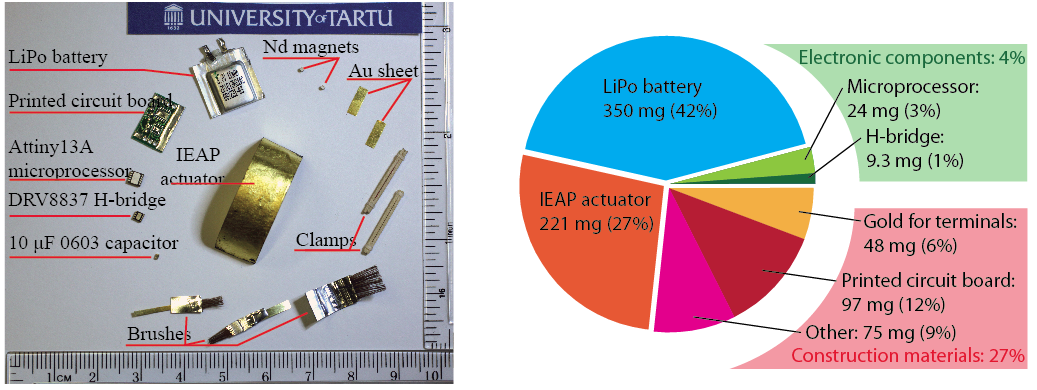 UNIVERSITY OF TARTU
1632
LiPo battery
Nd magnets
Au sheet
Printed circuit board
Attiny13A
microprocessor
IEAP
actuator
DRV8837 H-bridge
10 µF 0603 capacitor
Clamps
Brushes
1 CM 2 3 4 5 6 7 8 9 10
3
2
16
LiPo battery
350 mg (42%)
IEAP actuator
221 mg (27%)
Electronic components: 4%
Microprocessor:
24 mg (3%)
H-bridge:
9.3 mg (1%)
Gold for terminals:
48 mg (6%)
Printed circuit board:
97 mg (12%)
Other: 75 mg (9%)
Construction materials: 27%